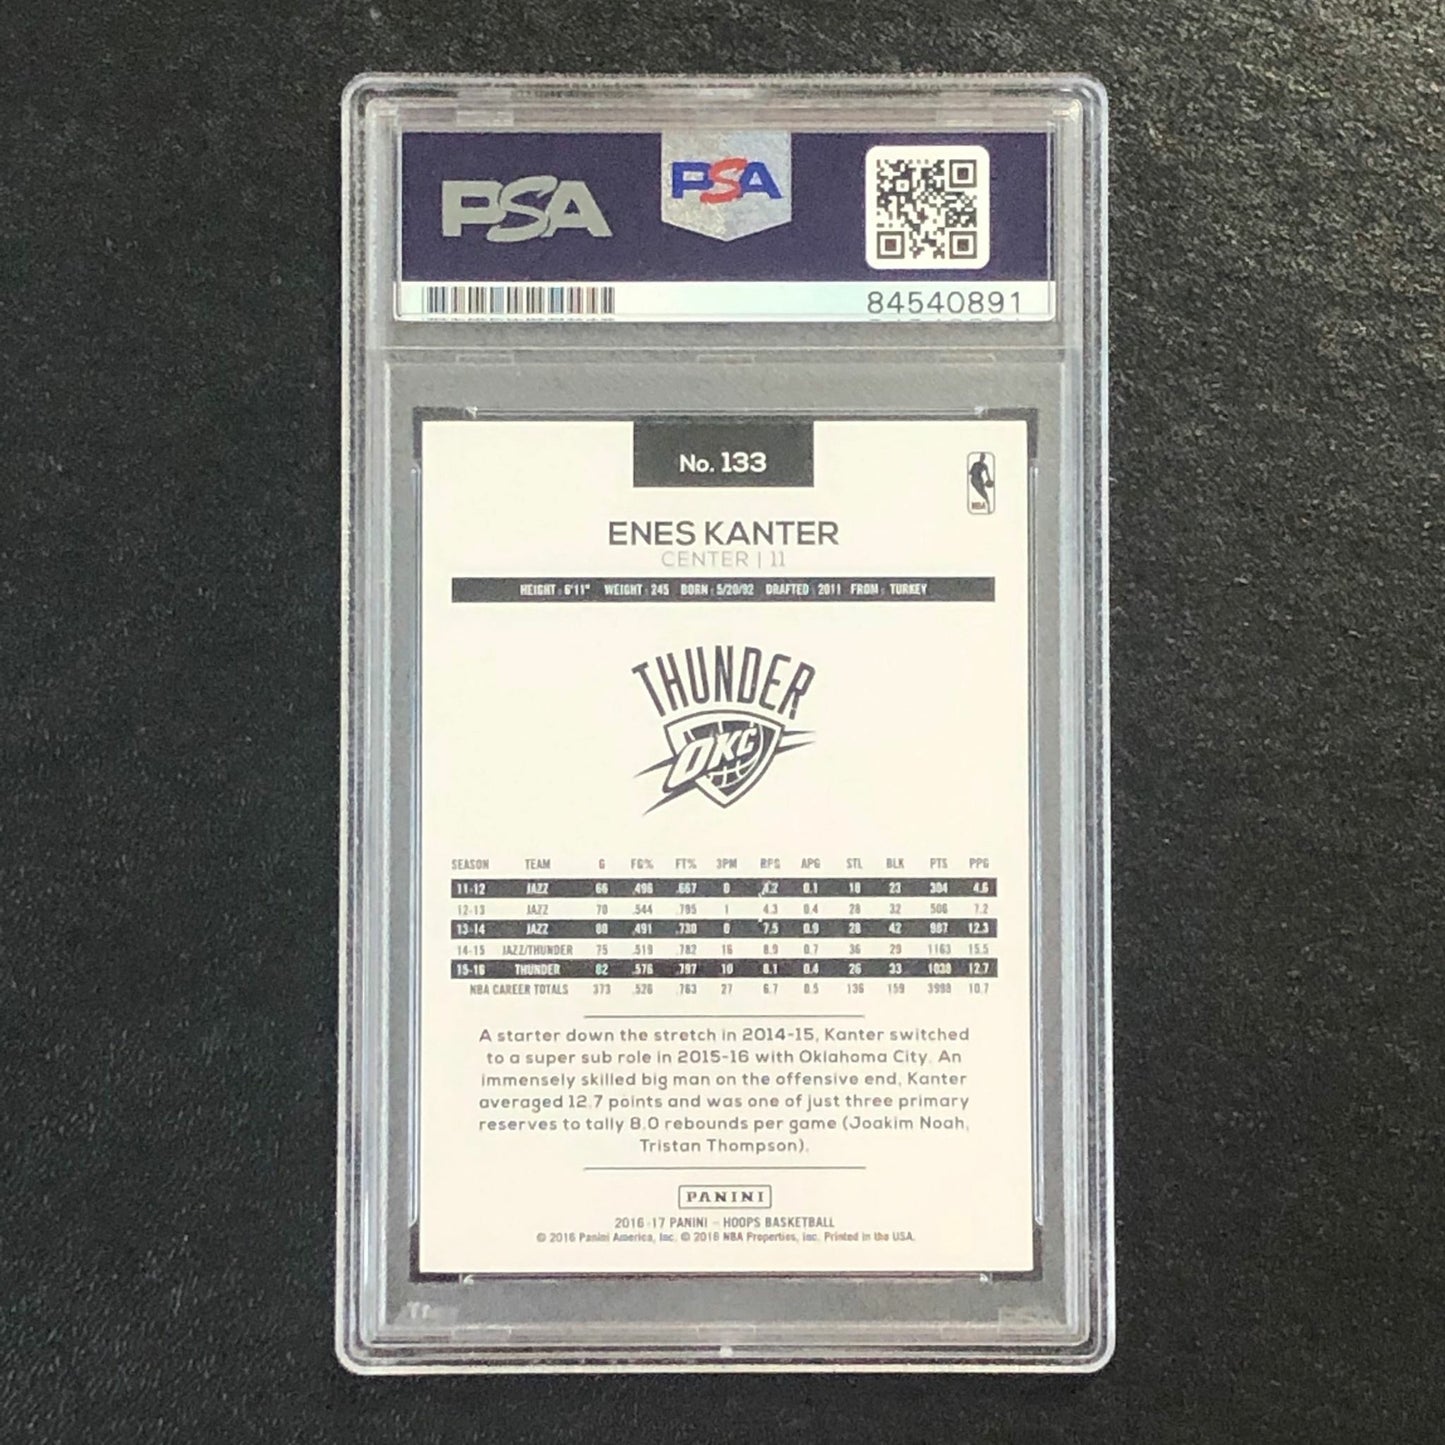 PSA
PSA
84540891
No. 133
NBA
ENES KANTER
CENTER | 11
HEIGHT: 6'11" WEIGHT: 245 BORN: 5/20/92 DRAFTED: 2011 FROM: TURKEY
THUNDER
OKC
SEASON TEAM G FG% FT% 3PM RPG APG STL BLK PTS PPG
11-12 JAZZ 66 .496 .667 0 4.2 0.1 18 23 304 4.6
12-13 JAZZ 70 .544 .795 1 4.3 0.4 28 32 506 7.2
13-14 JAZZ 80 .491 .730 0 7.5 0.9 28 42 987 12.3
14-15 JAZZ/THUNDER 75 .519 .782 16 8.9 0.7 36 29 1163 15.5
15-16 THUNDER 82 .576 .797 10 8.1 0.4 26 33 1038 12.7
NBA CAREER TOTALS 373 .526 .763 27 6.7 0.5 136 159 3998 10.7
A starter down the stretch in 2014-15, Kanter switched
to a super sub role in 2015-16 with Oklahoma City. An
immensely skilled big man on the offensive end, Kanter
averaged 12.7 points and was one of just three primary
reserves to tally 8.0 rebounds per game (Joakim Noah,
Tristan Thompson).
PANINI
2016-17 PANINI - HOOPS BASKETBALL
© 2016 Panini America, Inc. © 2016 NBA Properties, Inc. Printed in the USA.